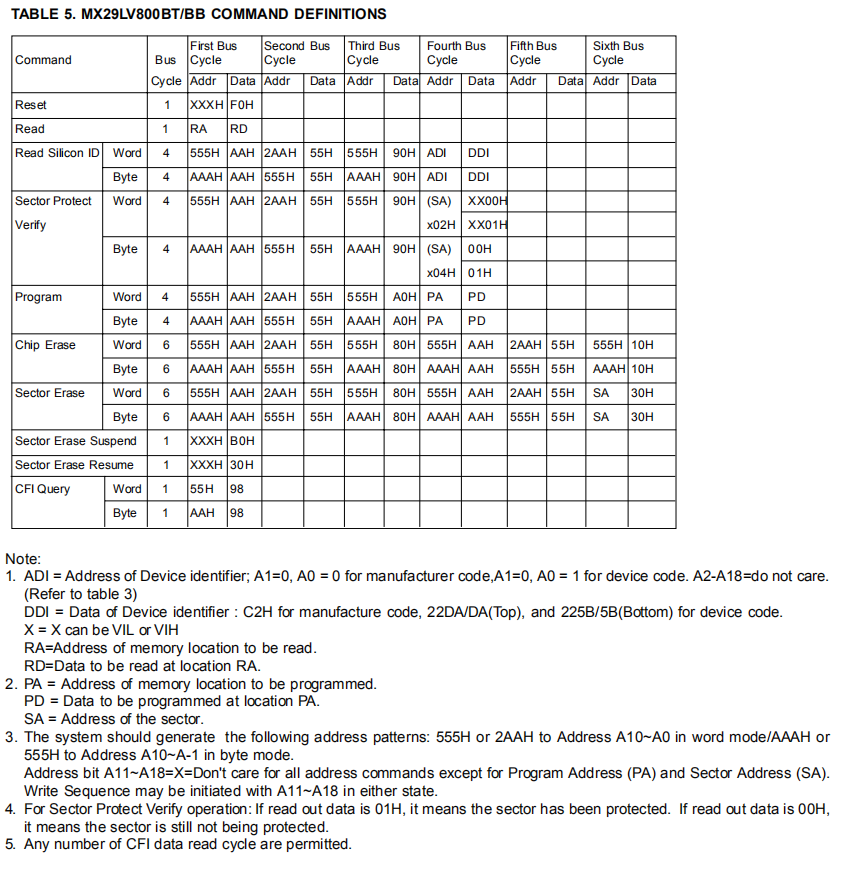 TABLE 5. MX29LV800BT/BB COMMAND DEFINITIONS
First Bus Second Bus Third Bus Fourth Bus Fifth Bus Sixth Bus
Command Bus Cycle Cycle Cycle Cycle Cycle Cycle
Cycle Addr Data Addr Data Addr Data Addr Data Addr Data Addr Data
Reset 1 XXXH F0H
Read 1 RA RD
Read Silicon ID Word 4 555H AAH 2AAH 55H 555H 90H ADI DDI
Byte 4 AAAH AAH 555H 55H AAAH 90H ADI DDI
Sector Protect Word 4 555H AAH 2AAH 55H 555H 90H (SA) XX00H
Verify x02H XX01H
Byte 4 AAAH AAH 555H 55H AAAH 90H (SA) 00H
x04H 01H
Program Word 4 555H AAH 2AAH 55H 555H A0H PA PD
Byte 4 AAAH AAH 555H 55H AAAH A0H PA PD
Chip Erase Word 6 555H AAH 2AAH 55H 555H 80H 555H AAH 2AAH 55H 555H 10H
Byte 6 AAAH AAH 555H 55H AAAH 80H AAAH AAH 555H 55H AAAH 10H
Sector Erase Word 6 555H AAH 2AAH 55H 555H 80H 555H AAH 2AAH 55H SA 30H
Byte 6 AAAH AAH 555H 55H AAAH 80H AAAH AAH 555H 55H SA 30H
Sector Erase Suspend 1 XXXH B0H
Sector Erase Resume 1 XXXH 30H
CFI Query Word 1 55H 98
Byte 1 AAH 98
Note:
1. ADI = Address of Device identifier; A1=0, A0 = 0 for manufacturer code,A1=0, A0 = 1 for device code. A2-A18=do not care.
(Refer to table 3)
DDI = Data of Device identifier : C2H for manufacture code, 22DA/DA(Top), and 225B/5B(Bottom) for device code.
X = X can be VIL or VIH
RA=Address of memory location to be read.
RD=Data to be read at location RA.
2. PA = Address of memory location to be programmed.
PD = Data to be programmed at location PA.
SA = Address of the sector.
3. The system should generate the following address patterns: 555H or 2AAH to Address A10~A0 in word mode/AAAH or
555H to Address A10~A-1 in byte mode.
Address bit A11~A18=X=Don't care for all address commands except for Program Address (PA) and Sector Address (SA).
Write Sequence may be initiated with A11~A18 in either state.
4. For Sector Protect Verify operation: If read out data is 01H, it means the sector has been protected. If read out data is 00H,
it means the sector is still not being protected.
5. Any number of CFI data read cycle are permitted.